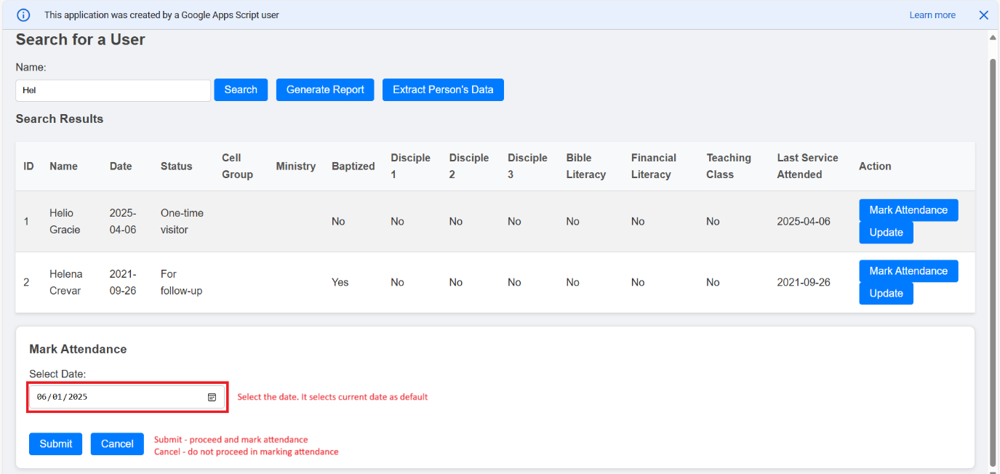 This application was created by a Google Apps Script user Learn more
Search for a User
Name:
Hel Search Generate Report Extract Person's Data
Search Results
ID Name Date Status Cell Group Ministry Baptized Disciple 1 Disciple 2 Disciple 3 Bible Literacy Financial Literacy Teaching Class Last Service Attended Action
1 Helio Gracie 2025-04-06 One-time visitor No No No No No No No 2025-04-06 Mark Attendance Update
2 Helena Crevar 2021-09-26 For follow-up Yes No No No No No No 2021-09-26 Mark Attendance Update
Mark Attendance
Select Date:
06/01/2025 Select the date. It selects current date as default
Submit Cancel Submit - proceed and mark attendance
Cancel - do not proceed in marking attendance